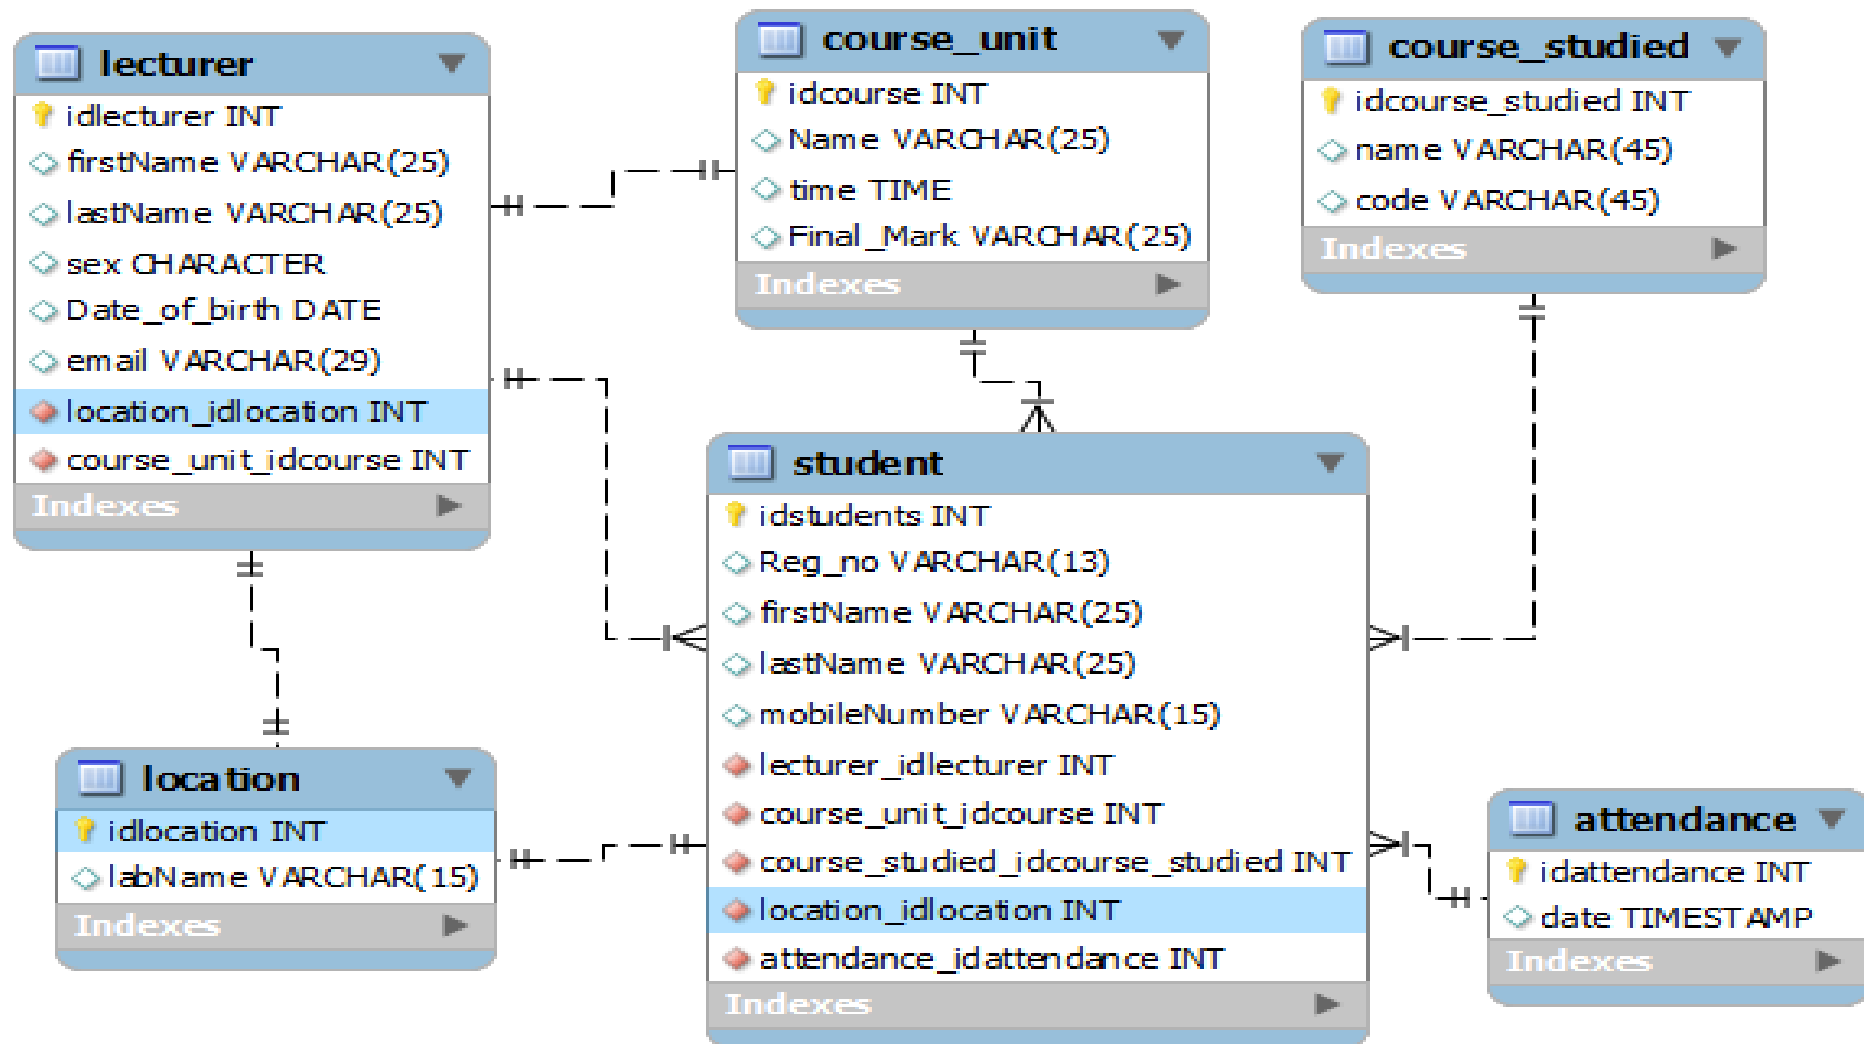 lecturer
idlecturer INT
firstName VARCHAR(25)
lastName VARCHAR(25)
sex CHARACTER
Date_of_birth DATE
email VARCHAR(29)
location_idlocation INT
course_unit_idcourse INT
Indexes
course_unit
idcourse INT
Name VARCHAR(25)
time TIME
Final_Mark VARCHAR(25)
Indexes
course_studied
idcourse_studied INT
name VARCHAR(45)
code VARCHAR(45)
Indexes
student
idstudents INT
Reg_no VARCHAR(13)
firstName VARCHAR(25)
lastName VARCHAR(25)
mobileNumber VARCHAR(15)
lecturer_idlecturer INT
course_unit_idcourse INT
course_studied_idcourse_studied INT
location_idlocation INT
attendance_idattendance INT
Indexes
location
idlocation INT
labName VARCHAR(15)
Indexes
attendance
idattendance INT
date TIMESTAMP
Indexes